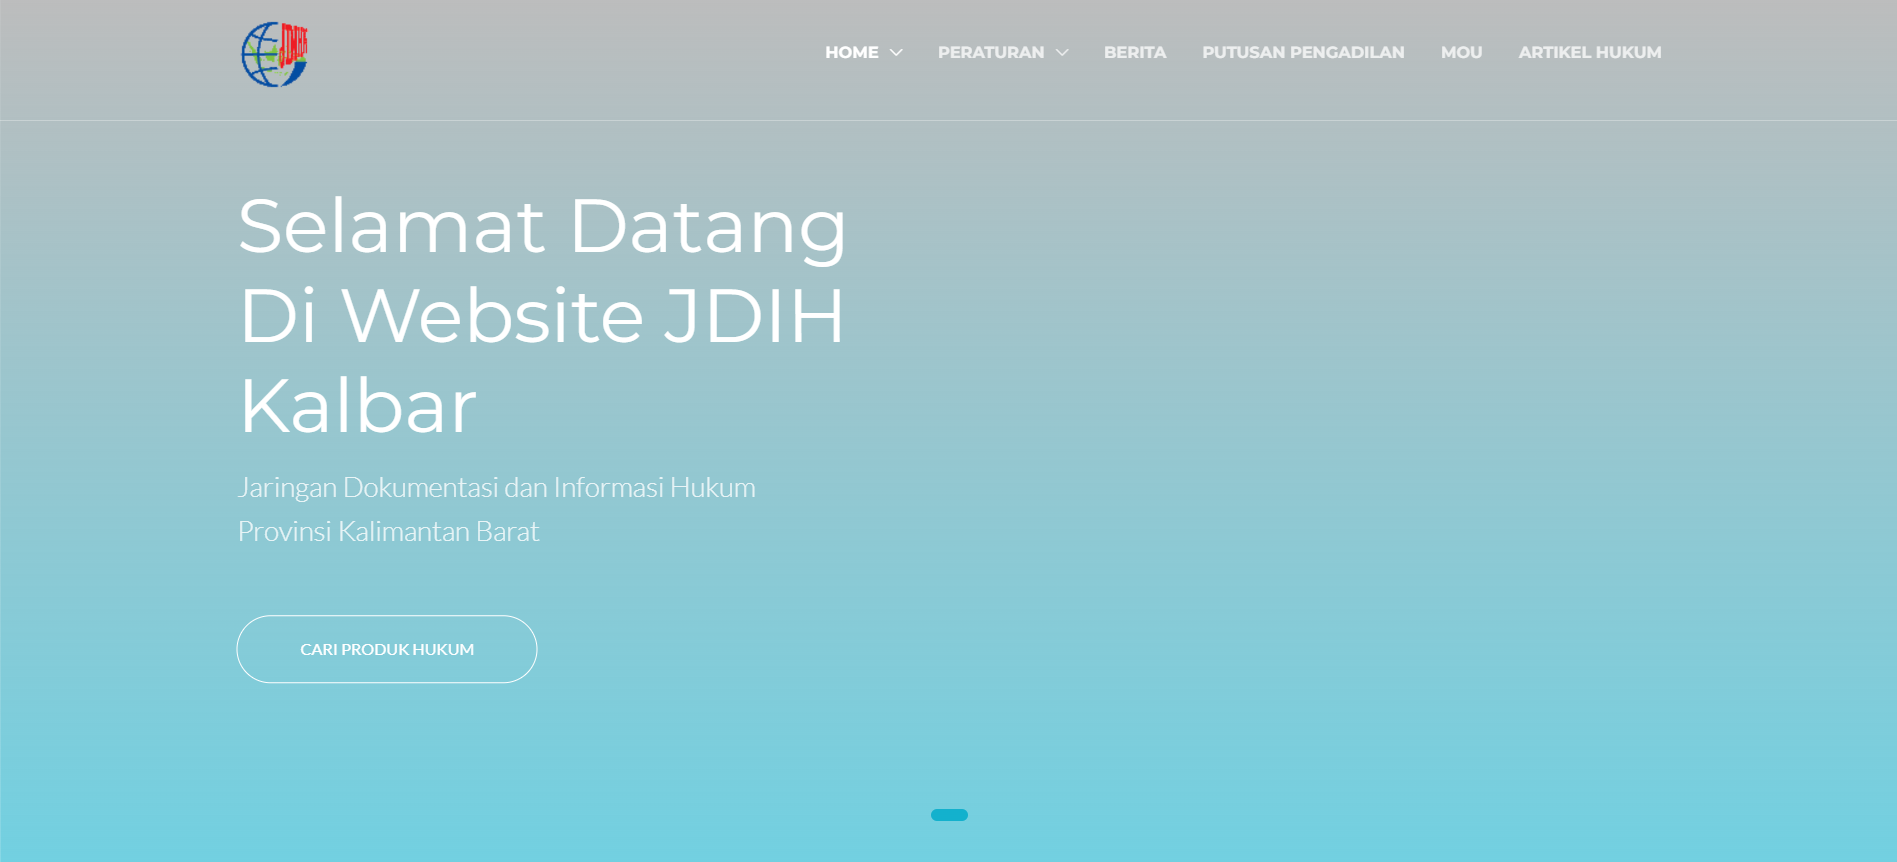 HOME PERATURAN BERITA PUTUSAN PENGADILAN MOU ARTIKEL HUKUM
Selamat Datang
Di Website JDIH
Kalbar
Jaringan Dokumentasi dan Informasi Hukum
Provinsi Kalimantan Barat
CARI PRODUK HUKUM